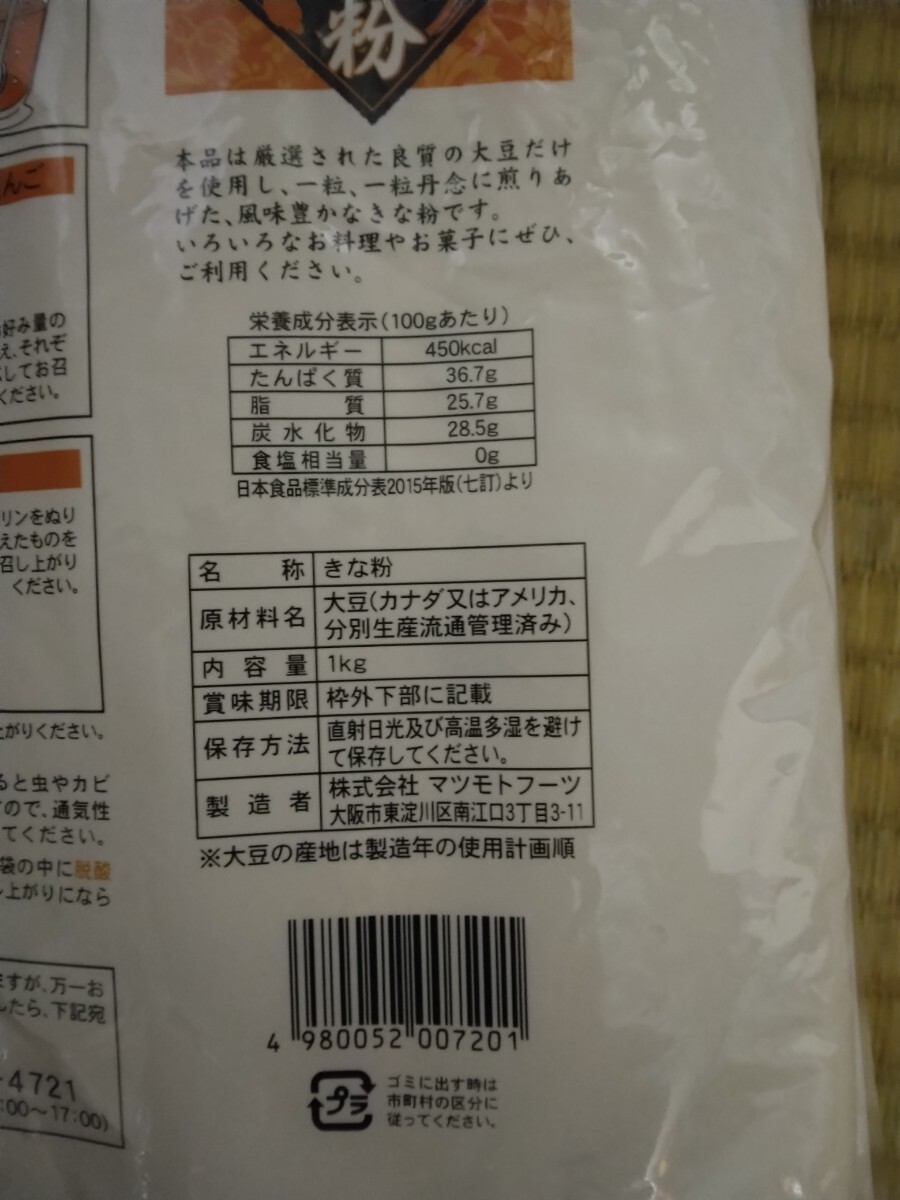 粉
本品は厳選された良質の大豆だけ
を使用し、一粒、一粒丹念に煎りあ
げた、風味豊かなきな粉です。
いろいろなお料理やお菓子にぜひ、
ご利用ください。
栄養成分表示(100gあたり)
エネルギー 450kcal
たんぱく質 36.7g
脂質 25.7g
炭水化物 28.5g
食塩相当量 0g
日本食品標準成分表2015年版(七訂)より
名称 きな粉
原材料名 大豆(カナダ又はアメリカ、
分別生産流通管理済み)
内容量 1kg
賞味期限 枠外下部に記載
保存方法 直射日光及び高温多湿を避け
て保存してください。
製造者 株式会社 マツモトフーツ
大阪市東淀川区南江口3丁目3-11
※大豆の産地は製造年の使用計画順
4 980052 007201
プラ
ゴミに出す時は
市町村の区分に
従ってください。
んご
好み量の
え、それぞ
してお召
ください。
リンをぬり
えたものを
召し上がり
ください。
上がりください。
ると虫やカビ
ので、通気性
てください。
袋の中に脱酸
し上がりになら
ますが、万一お
したら、下記宛
-4721
:00〜17:00)